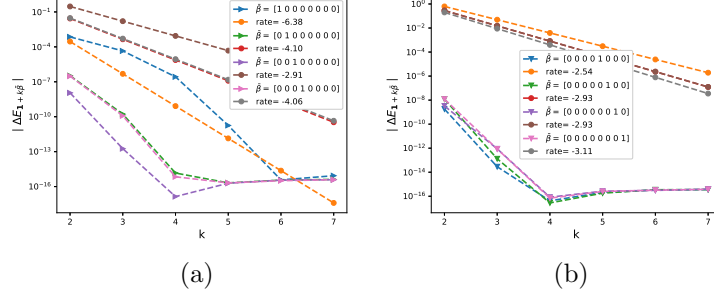 10⁻¹
10⁻⁴
10⁻⁷
10⁻¹⁰
10⁻¹³
10⁻¹⁶
| ΔE₁₊ₖβ̂ |
β̂ = [1 0 0 0 0 0 0 0]
rate= -6.38
β̂ = [0 1 0 0 0 0 0 0]
rate= -4.10
β̂ = [0 0 1 0 0 0 0 0]
rate= -2.91
β̂ = [0 0 0 1 0 0 0 0]
rate= -4.06
2 3 4 5 6 7
k
(a)
10⁰
10⁻²
10⁻⁴
10⁻⁶
10⁻⁸
10⁻¹⁰
10⁻¹²
10⁻¹⁴
10⁻¹⁶
| ΔE₁₊ₖβ̂ |
β̂ = [0 0 0 0 1 0 0 0]
rate= -2.54
β̂ = [0 0 0 0 0 1 0 0]
rate= -2.93
β̂ = [0 0 0 0 0 0 1 0]
rate= -2.93
β̂ = [0 0 0 0 0 0 0 1]
rate= -3.11
2 3 4 5 6 7
k
(b)